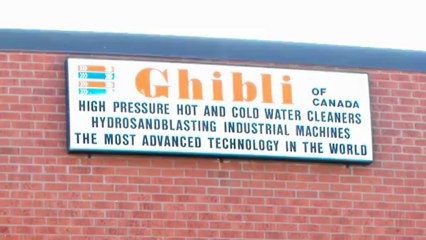 Ghibli OF
CANADA
HIGH PRESSURE HOT AND COLD WATER CLEANERS
HYDROSANDBLASTING INDUSTRIAL MACHINES
THE MOST ADVANCED TECHNOLOGY IN THE WORLD